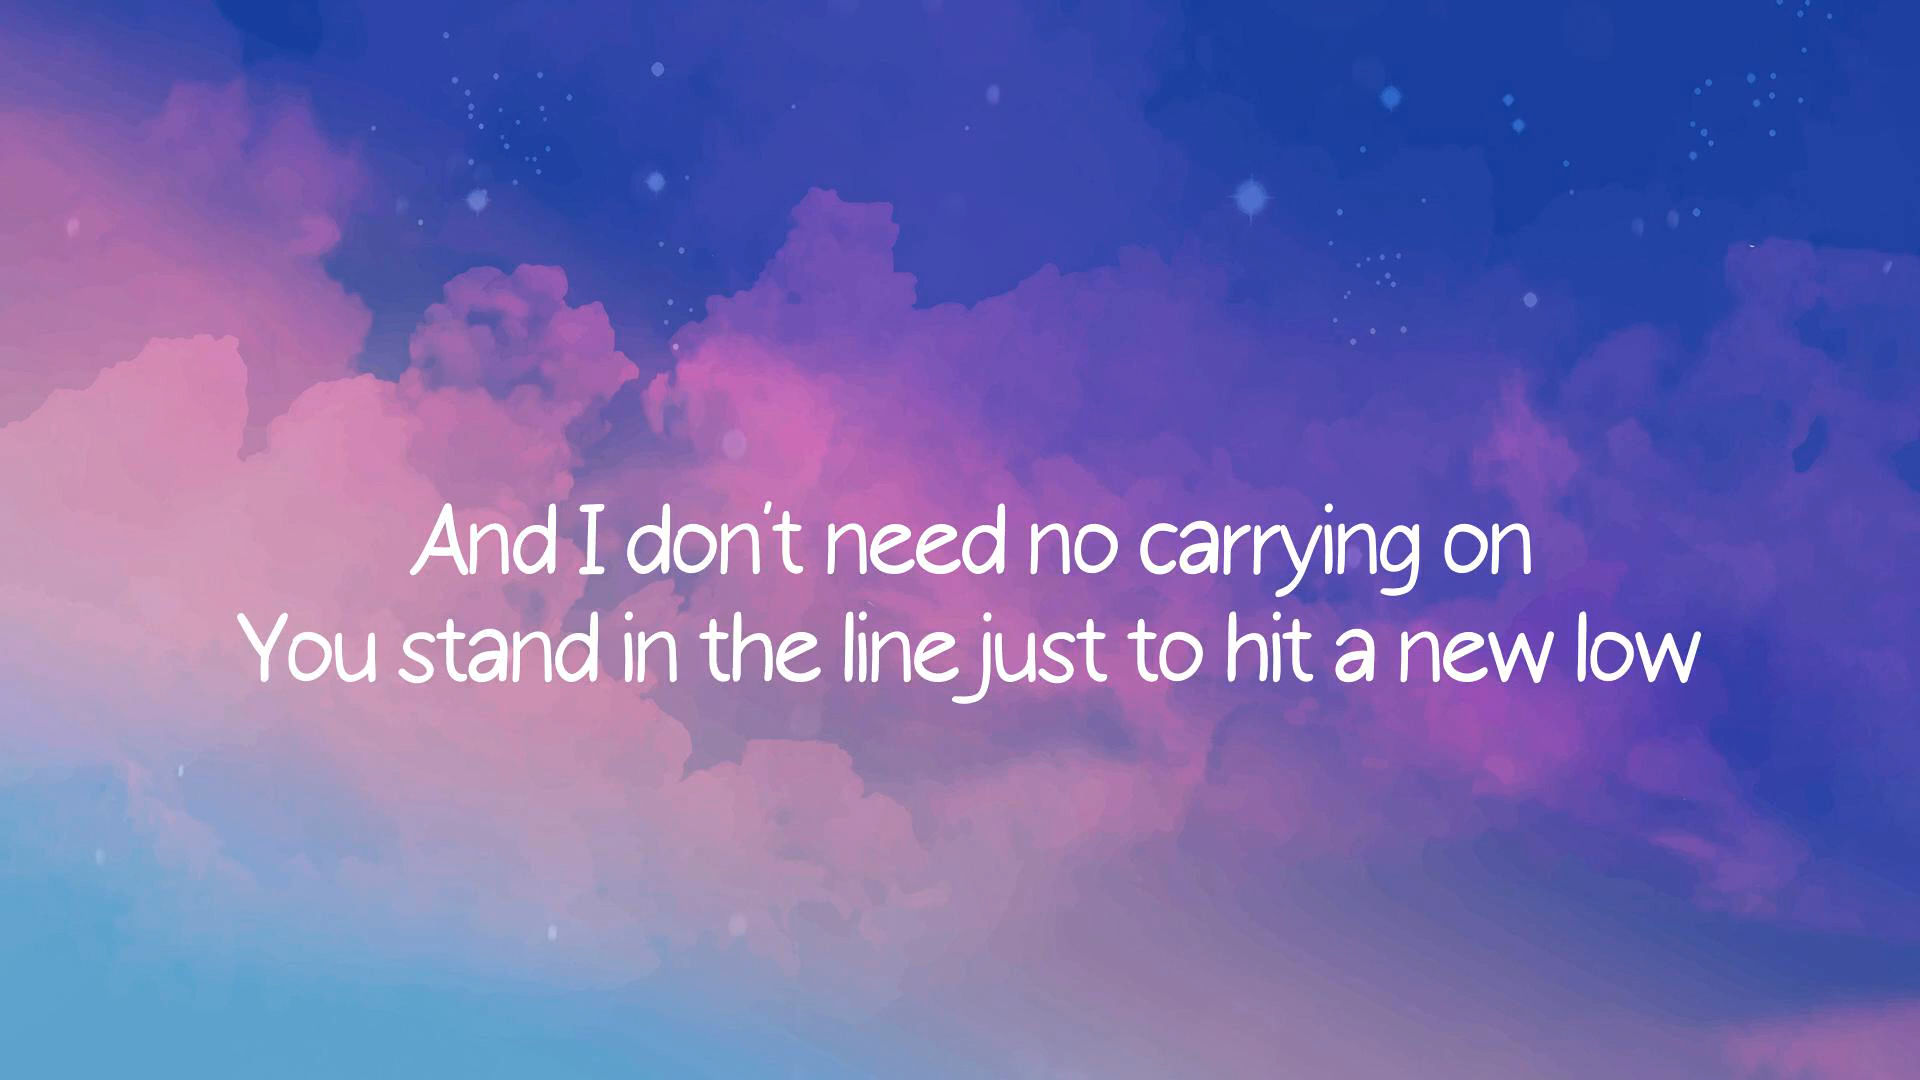 And I don't need no carrying on
You stand in the line just to hit a new low